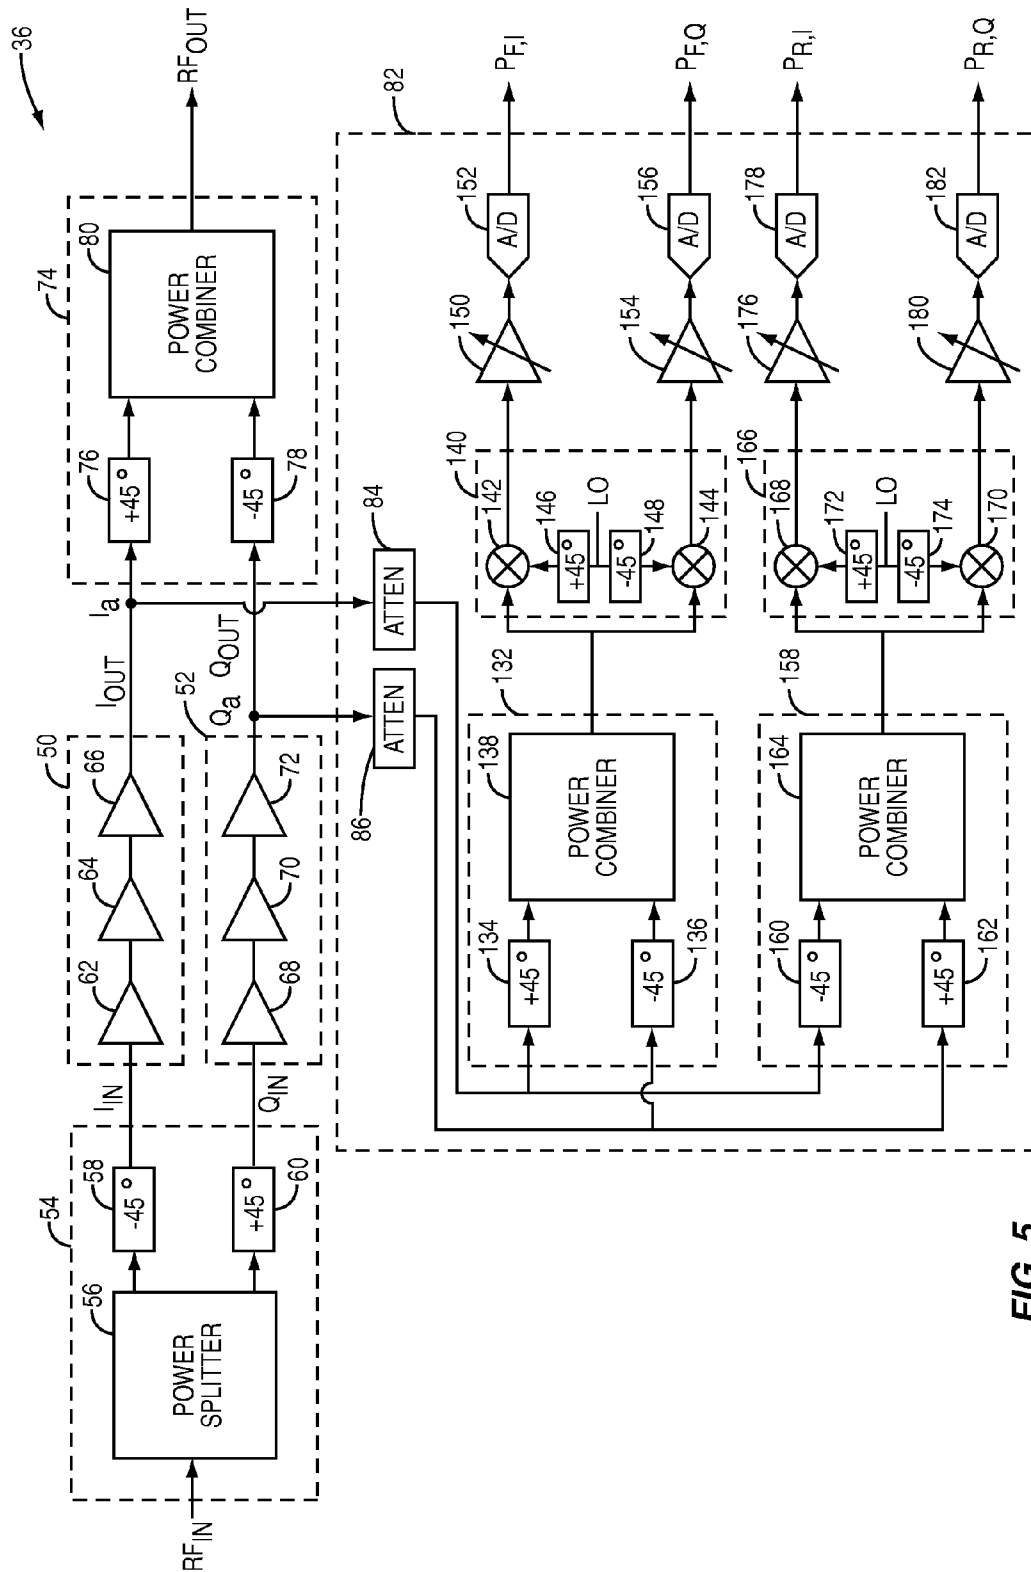 36
RF_IN
54
56
POWER
SPLITTER
58
-45°
60
+45°
I_IN
Q_IN
50
62
64
66
52
68
70
72
I_OUT
I_a
Q_a
Q_OUT
74
76
+45°
78
-45°
80
POWER
COMBINER
RF_OUT
82
84
ATTEN
86
ATTEN
132
134
+45°
136
-45°
138
POWER
COMBINER
140
142
146
+45°
LO
148
-45°
144
150
152
A/D
P_F,I
154
156
A/D
P_F,Q
158
160
-45°
162
+45°
164
POWER
COMBINER
166
168
172
+45°
LO
174
-45°
170
176
178
A/D
P_R,I
180
182
A/D
P_R,Q
FIG. 5